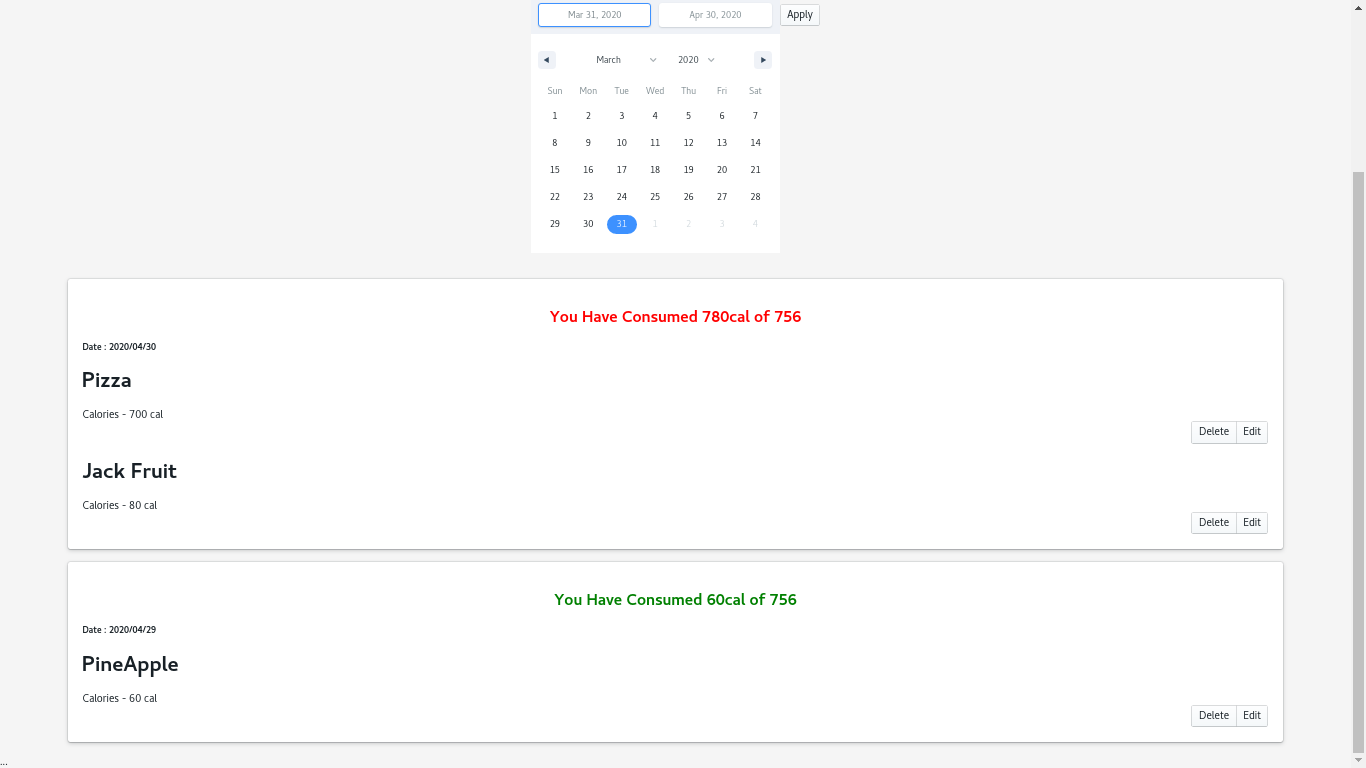 Mar 31, 2020 Apr 30, 2020 Apply
March 2020
Sun Mon Tue Wed Thu Fri Sat
1 2 3 4 5 6 7
8 9 10 11 12 13 14
15 16 17 18 19 20 21
22 23 24 25 26 27 28
29 30 31 1 2 3 4
You Have Consumed 780cal of 756
Date : 2020/04/30
Pizza
Calories - 700 cal
Delete Edit
Jack Fruit
Calories - 80 cal
Delete Edit
You Have Consumed 60cal of 756
Date : 2020/04/29
PineApple
Calories - 60 cal
Delete Edit
...